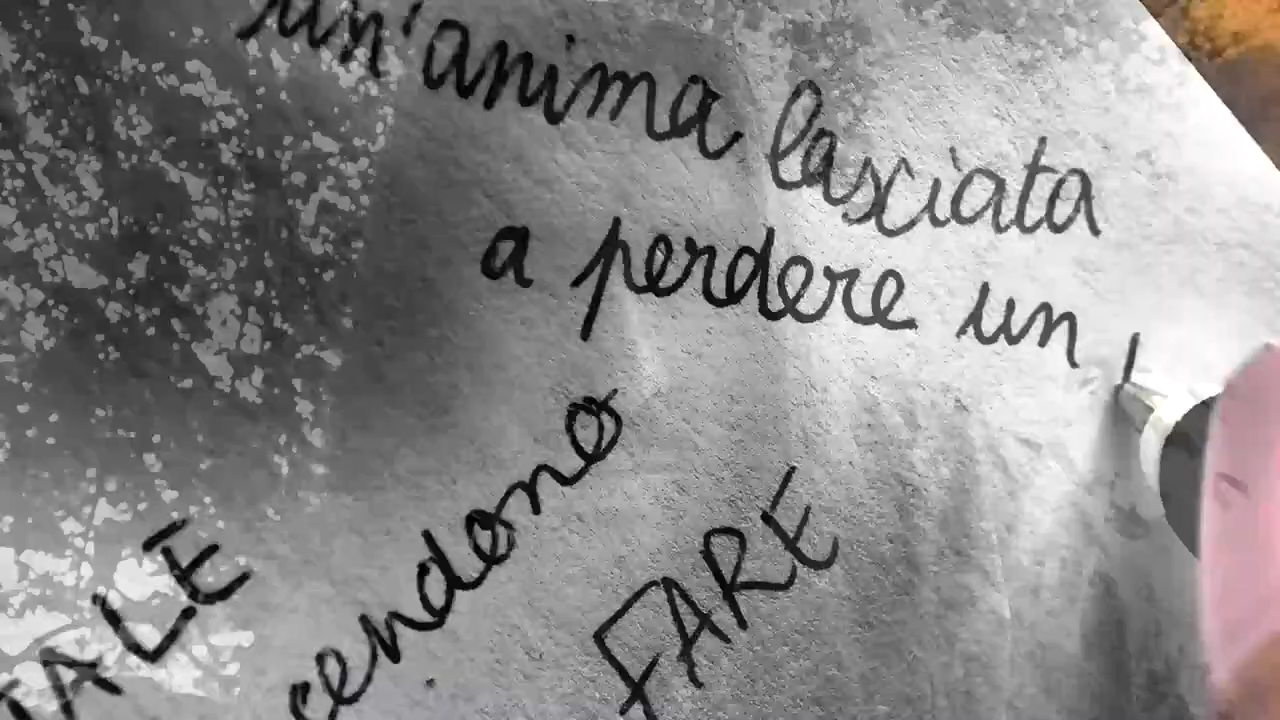 un'anima lasciata
a perdere un
cendono
FARE
ALE